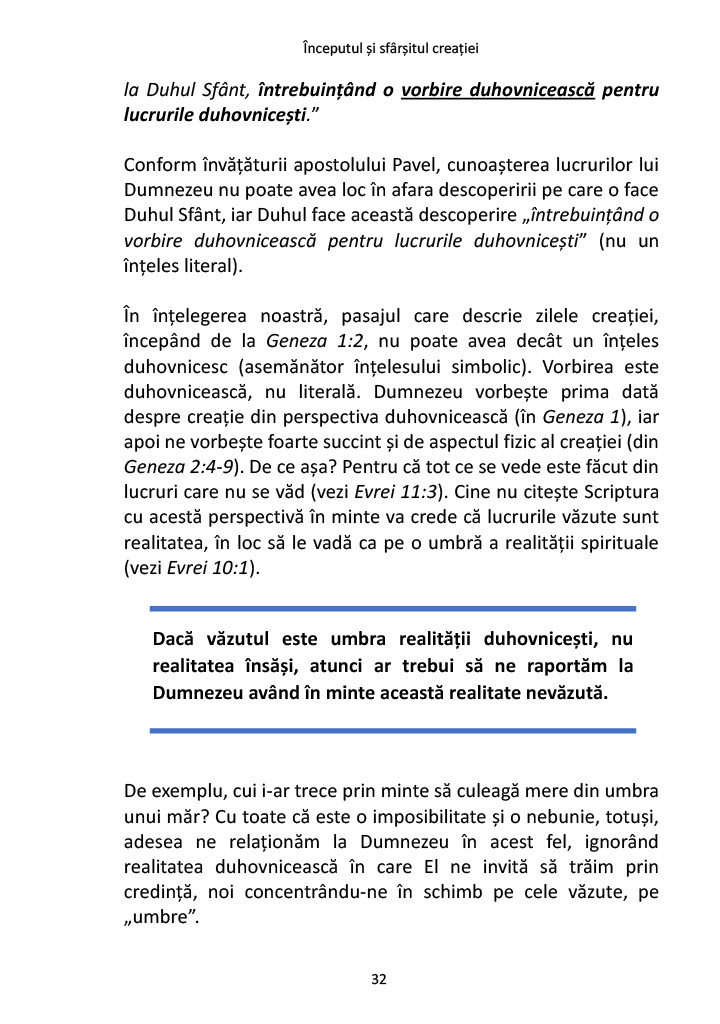 Începutul și sfârșitul creației
la Duhul Sfânt, întrebuințând o vorbire duhovnicească pentru
lucrurile duhovnicești.”
Conform învățăturii apostolului Pavel, cunoașterea lucrurilor lui
Dumnezeu nu poate avea loc în afara descoperirii pe care o face
Duhul Sfânt, iar Duhul face această descoperire „întrebuințând o
vorbire duhovnicească pentru lucrurile duhovnicești” (nu un
înțeles literal).
În înțelegerea noastră, pasajul care descrie zilele creației,
începând de la Geneza 1:2, nu poate avea decât un înțeles
duhovnicesc (asemănător înțelesului simbolic). Vorbirea este
duhovnicească, nu literală. Dumnezeu vorbește prima dată
despre creație din perspectiva duhovnicească (în Geneza 1), iar
apoi ne vorbește foarte succint și de aspectul fizic al creației (din
Geneza 2:4-9). De ce așa? Pentru că tot ce se vede este făcut din
lucruri care nu se văd (vezi Evrei 11:3). Cine nu citește Scriptura
cu acestă perspectivă în minte va crede că lucrurile văzute sunt
realitatea, în loc să le vadă ca pe o umbră a realității spirituale
(vezi Evrei 10:1).
Dacă văzutul este umbra realității duhovnicești, nu
realitatea însăși, atunci ar trebui să ne raportăm la
Dumnezeu având în minte această realitate nevăzută.
De exemplu, cui i-ar trece prin minte să culeagă mere din umbra
unui măr? Cu toate că este o imposibilitate și o nebunie, totuși,
adesea ne relaționăm la Dumnezeu în acest fel, ignorând
realitatea duhovnicească în care El ne invită să trăim prin
credință, noi concentrându-ne în schimb pe cele văzute, pe
„umbre”.
32